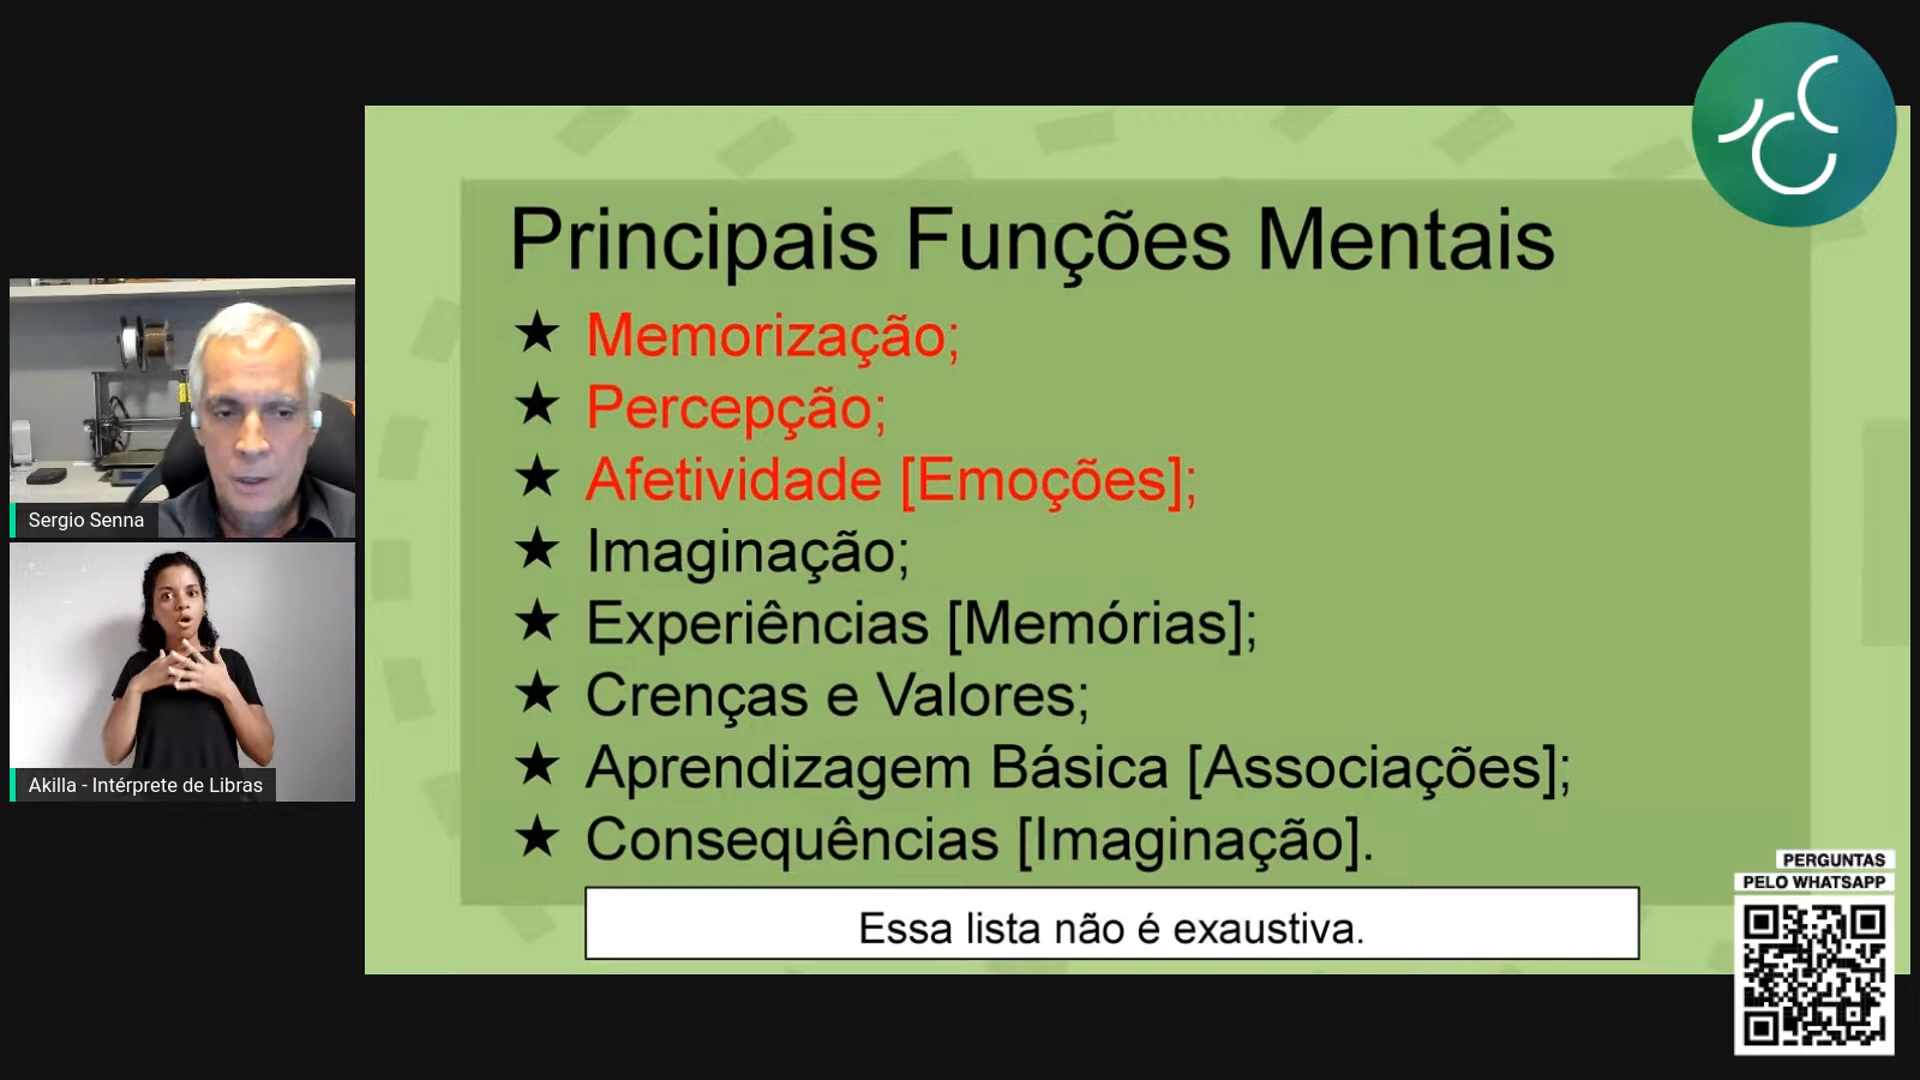 Principais Funções Mentais
★ Memorização;
★ Percepção;
★ Afetividade [Emoções];
★ Imaginação;
★ Experiências [Memórias];
★ Crenças e Valores;
★ Aprendizagem Básica [Associações];
★ Consequências [Imaginação].
Essa lista não é exaustiva.
Sergio Senna
Akilla - Intérprete de Libras
PERGUNTAS
PELO WHATSAPP